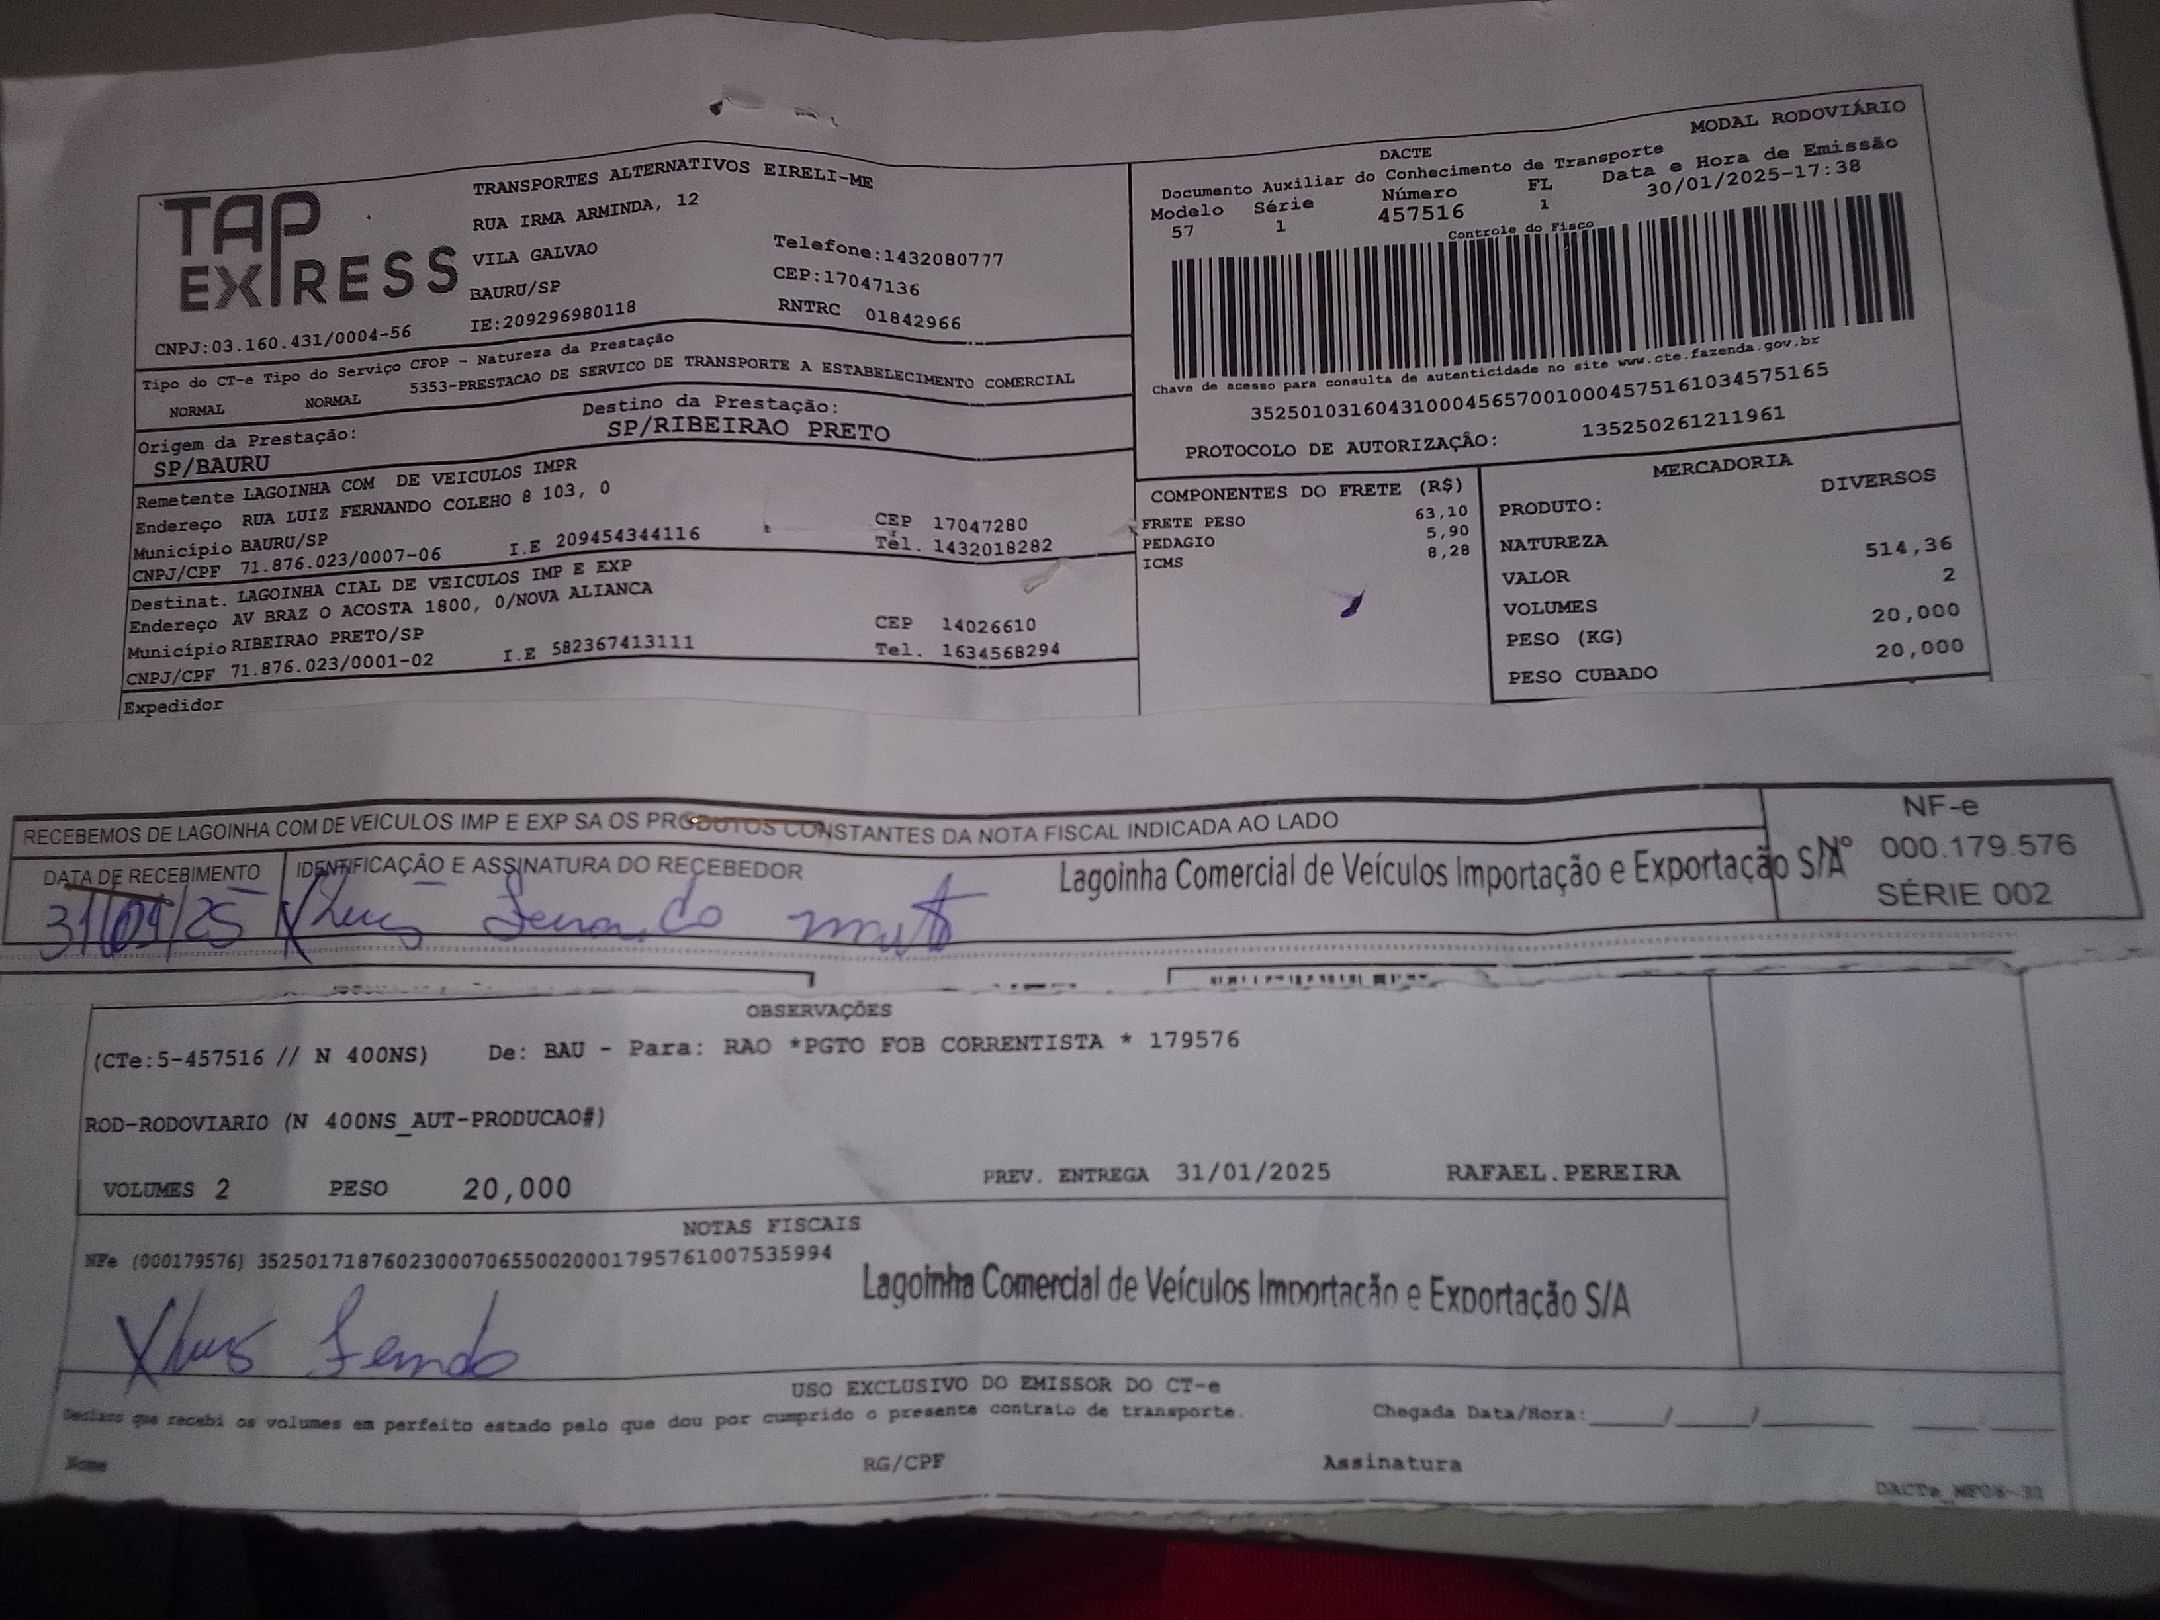 TAP EXPRESS
TRANSPORTES ALTERNATIVOS EIRELI-ME
RUA IRMA ARMINDA, 12
VILA GALVAO
Telefone:1432080777
BAURU/SP
CEP:17047136
CNPJ:03.160.431/0004-56
IE:209296980118
RNTRC 01842966
Tipo do CT-e Tipo do Serviço CFOP - Natureza da Prestação
NORMAL NORMAL 5353-PRESTACAO DE SERVICO DE TRANSPORTE A ESTABELECIMENTO COMERCIAL
Origem da Prestação: Destino da Prestação:
SP/BAURU SP/RIBEIRAO PRETO
Remetente LAGOINHA COM DE VEICULOS IMPR
Endereço RUA LUIZ FERNANDO COLEHO 8 103, 0
Município BAURU/SP CEP 17047280
CNPJ/CPF 71.876.023/0007-06 I.E 209454344116 Tel. 1432018282
Destinat. LAGOINHA CIAL DE VEICULOS IMP E EXP
Endereço AV BRAZ O ACOSTA 1800, 0/NOVA ALIANCA
Município RIBEIRAO PRETO/SP CEP 14026610
CNPJ/CPF 71.876.023/0001-02 I.E 582367413111 Tel. 1634568294
Expedidor
DACTE MODAL RODOVIÁRIO
Documento Auxiliar do Conhecimento de Transporte
Modelo Série Número FL Data e Hora de Emissão
57 1 457516 1 30/01/2025-17:38
Controle do Fisco
Chave de acesso para consulta de autenticidade no site www.cte.fazenda.gov.br
35250103160431000456570010004575161034575165
PROTOCOLO DE AUTORIZAÇÂO: 135250261211961
COMPONENTES DO FRETE (R$)
FRETE PESO 63,10
PEDAGIO 5,90
ICMS 8,28
MERCADORIA
PRODUTO: DIVERSOS
NATUREZA
VALOR 514,36
VOLUMES 2
PESO (KG) 20,000
PESO CUBADO 20,000
RECEBEMOS DE LAGOINHA COM DE VEICULOS IMP E EXP SA OS PRODUTOS CONSTANTES DA NOTA FISCAL INDICADA AO LADO
DATA DE RECEBIMENTO IDENTIFICAÇÃO E ASSINATURA DO RECEBEDOR
Lagoinha Comercial de Veículos Importação e Exportação S/A
31/01/25 Luis Fernando
NF-e
Nº 000.179.576
SÉRIE 002
OBSERVAÇÕES
(CTe:5-457516 // N 400NS) De: BAU - Para: RAO *PGTO FOB CORRENTISTA * 179576
ROD-RODOVIARIO (N 400NS_AUT-PRODUCAO#)
VOLUMES 2 PESO 20,000 PREV. ENTREGA 31/01/2025 RAFAEL.PEREIRA
NOTAS FISCAIS
NFe (000179576) 35250171876023000706550020001795761007535994
Lagoinha Comercial de Veículos Importação e Exportação S/A
USO EXCLUSIVO DO EMISSOR DO CT-e
Declaro que recebi os volumes em perfeito estado pelo que dou por cumprido o presente contrato de transporte. Chegada Data/Hora:_____/_____/_______
Nome RG/CPF Assinatura